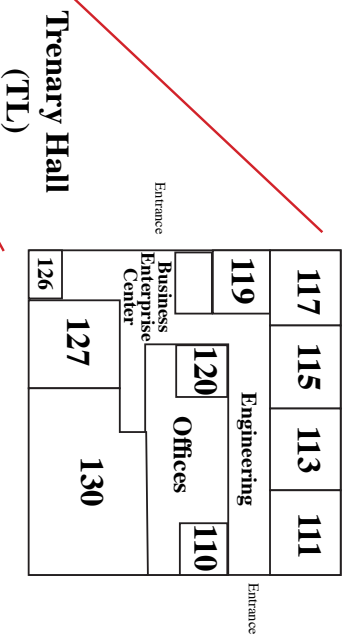 117 115 113 111
Entrance
119 Engineering
120 110
Offices
Entrance
Business
Enterprise
Center
127 130
126
Trenary Hall
(TL)